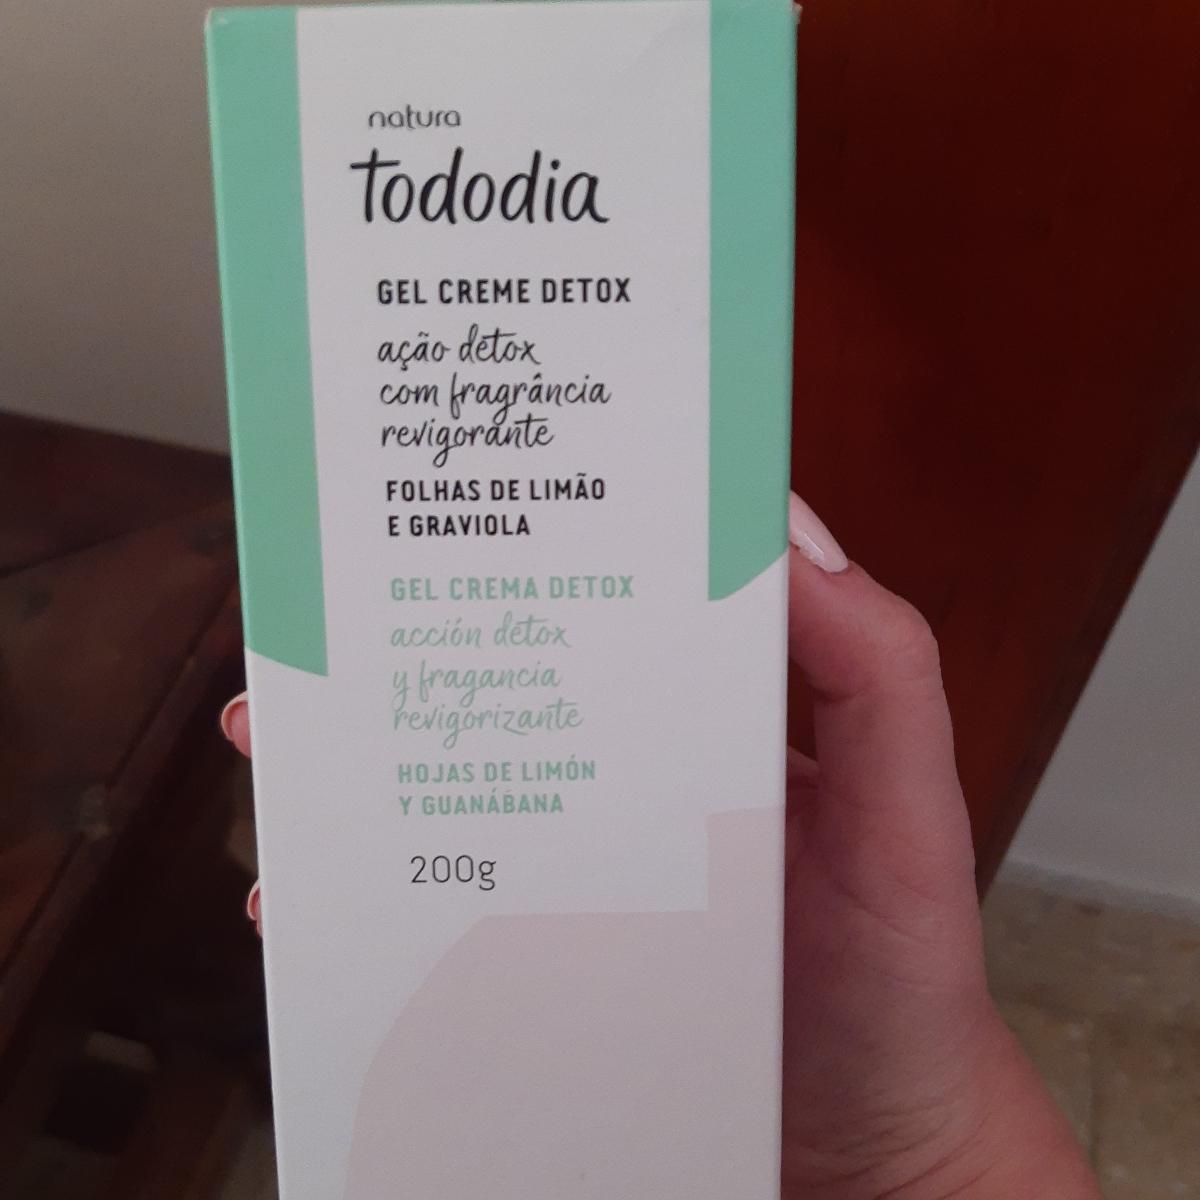 natura
tododia
GEL CREME DETOX
ação detox
com fragrância
revigorante
FOLHAS DE LIMÃO
E GRAVIOLA
GEL CREMA DETOX
acción detox
y fragancia
revigorizante
HOJAS DE LIMÓN
Y GUANÁBANA
200g